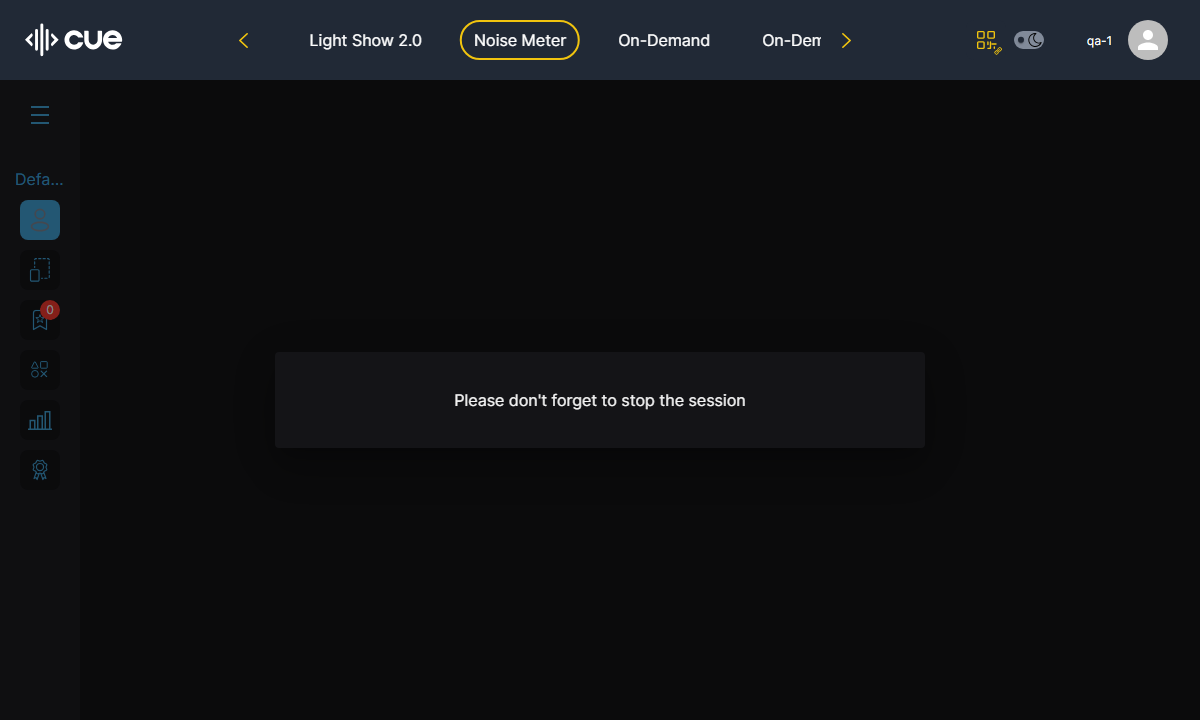 cue
Light Show 2.0
Noise Meter
On-Demand
On-Dem
qa-1
Defa...
0
Please don't forget to stop the session